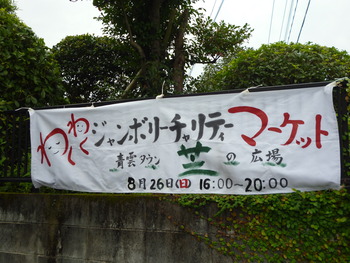 わくわく ジャンボリーチャリティーマーケット
青雲タウン 芝の広場
8月26日(日) 16:00~20:00